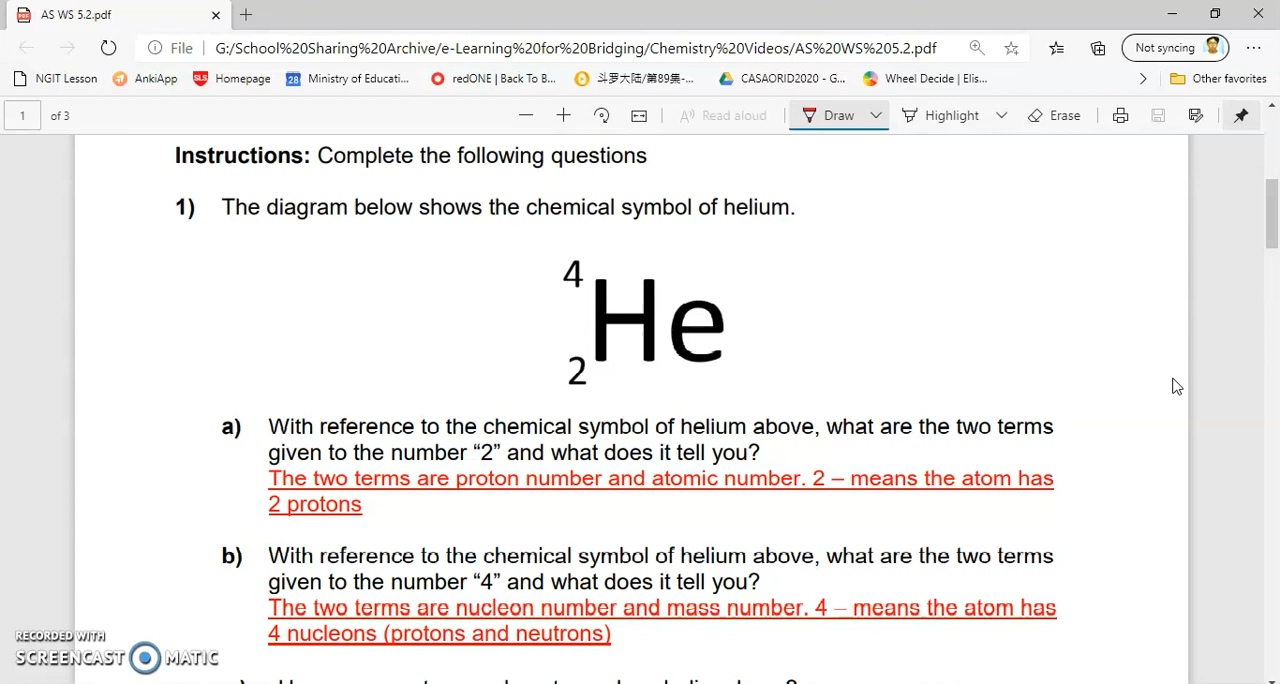 AS WS 5.2.pdf
File G:/School%20Sharing%20Archive/e-Learning%20for%20Bridging/Chemistry%20Videos/AS%20WS%205.2.pdf Not syncing
NGIT Lesson AnkiApp SLS Homepage 28 Ministry of Educati... redONE | Back To B... 斗罗大陆/第89集-... CASAORID2020 - G... Wheel Decide | Elis... Other favorites
1 of 3 Read aloud Draw Highlight Erase
Instructions: Complete the following questions
1) The diagram below shows the chemical symbol of helium.
4
He
2
a) With reference to the chemical symbol of helium above, what are the two terms
given to the number “2” and what does it tell you?
The two terms are proton number and atomic number. 2 – means the atom has
2 protons
b) With reference to the chemical symbol of helium above, what are the two terms
given to the number “4” and what does it tell you?
The two terms are nucleon number and mass number. 4 – means the atom has
4 nucleons (protons and neutrons)
RECORDED WITH
SCREENCAST MATIC